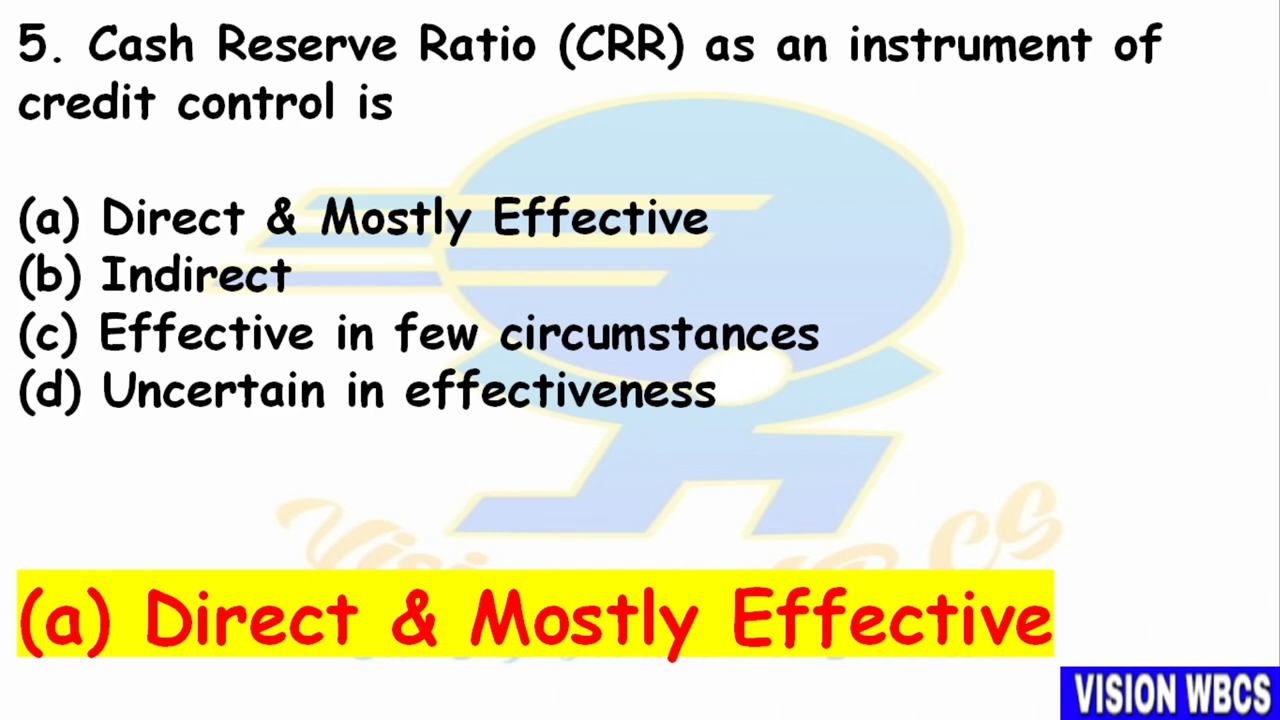 5. Cash Reserve Ratio (CRR) as an instrument of
credit control is
(a) Direct & Mostly Effective
(b) Indirect
(c) Effective in few circumstances
(d) Uncertain in effectiveness
(a) Direct & Mostly Effective
VISION WBCS